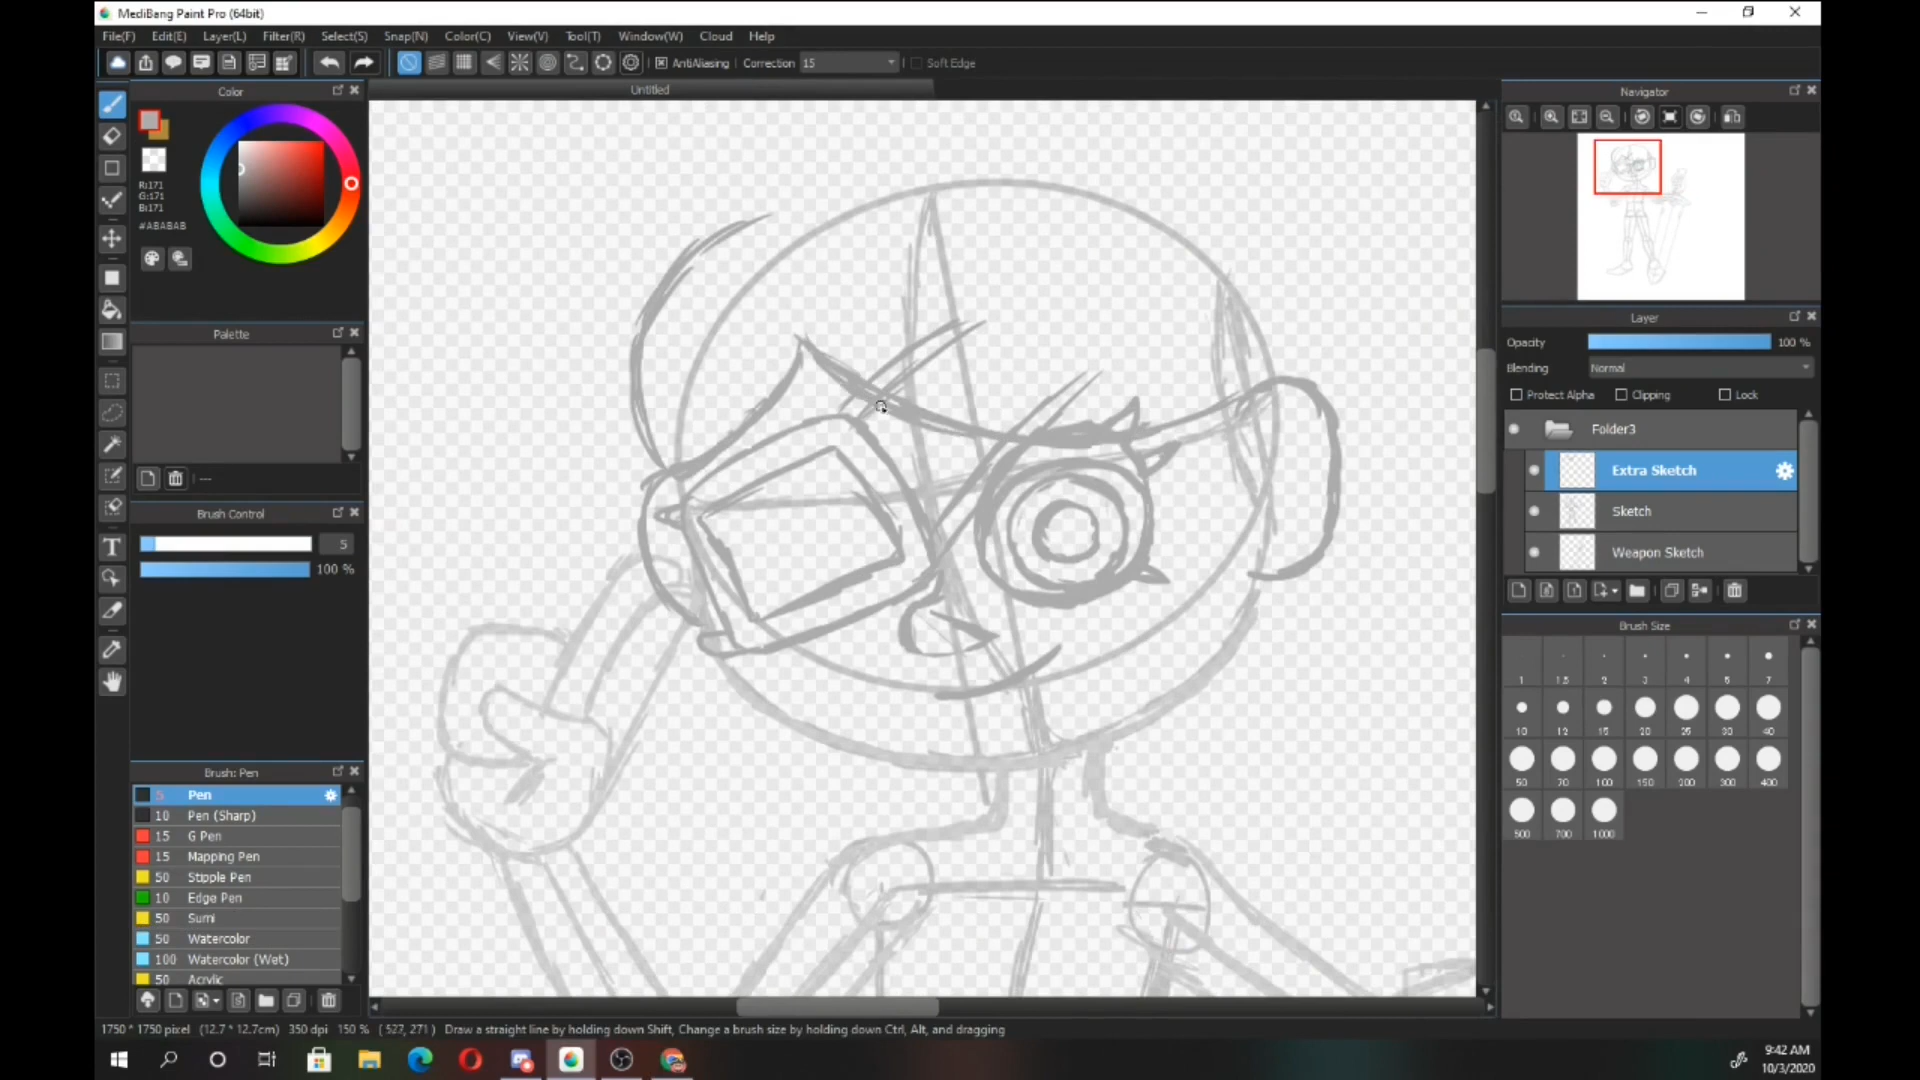 MediBang Paint Pro (64bit)
File(F) Edit(E) Layer(L) Filter(R) Select(S) Snap(N) Color(C) View(V) Tool(T) Window(W) Cloud Help
AntiAliasing Correction 15 Soft Edge
Color
Untitled
Navigator
R:171
G:171
B:171
#ABABAB
Palette
---
Brush Control
5
100 %
Brush: Pen
5 Pen
10 Pen (Sharp)
15 G Pen
15 Mapping Pen
50 Stipple Pen
10 Edge Pen
50 Sumi
50 Watercolor
100 Watercolor (Wet)
50 Acrylic
Layer
Opacity 100 %
Blending Normal
Protect Alpha Clipping Lock
Folder3
Extra Sketch
Sketch
Weapon Sketch
Brush Size
1 1.5 2 3 4 5 7
10 12 15 20 25 30 40
50 70 100 150 200 300 400
500 700 1000
1750 * 1750 pixel (12.7 * 12.7cm) 350 dpi 150 % ( 527, 271 ) Draw a straight line by holding down Shift, Change a brush size by holding down Ctrl, Alt, and dragging
9:42 AM
10/3/2020